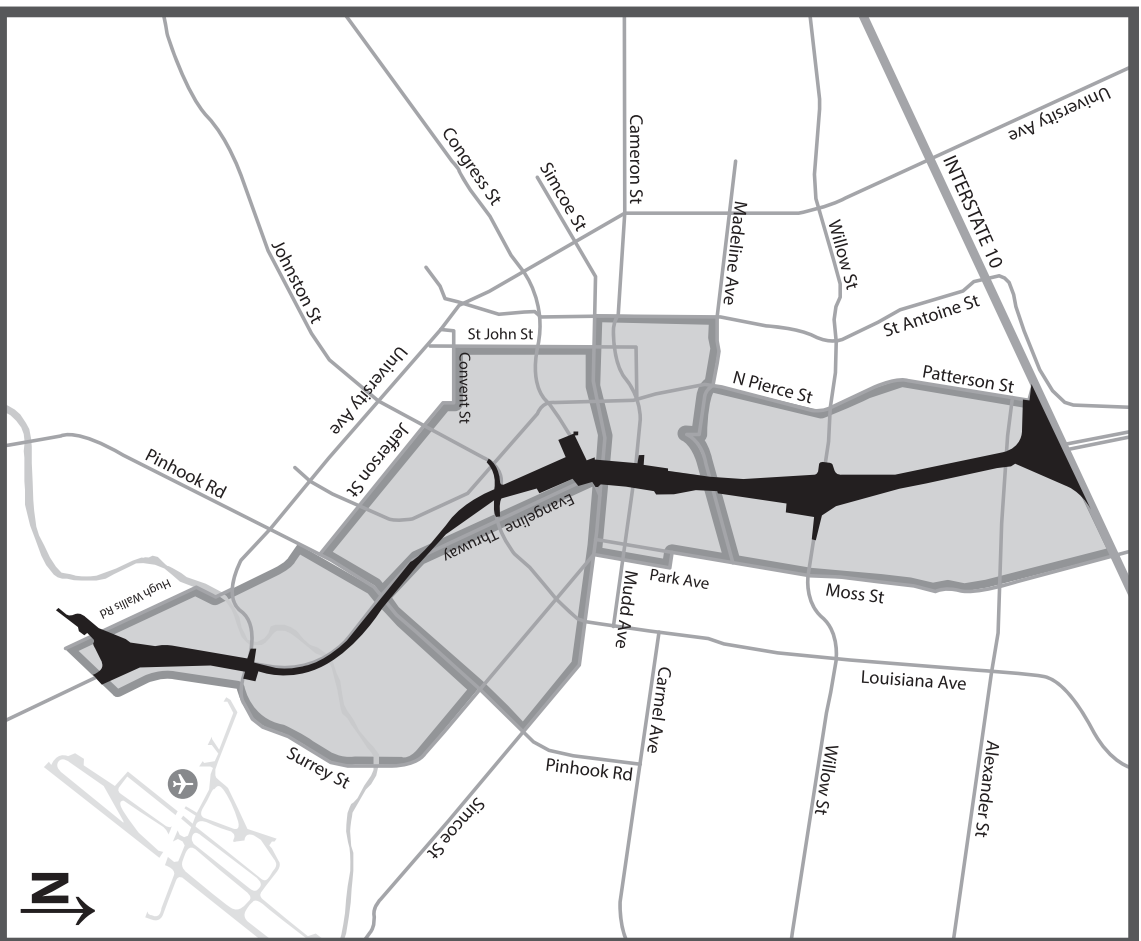 University Ave
Cameron St
Congress St
Simcoe St
INTERSTATE 10
Madeline Ave
Willow St
Johnston St
St Antoine St
St John St
University Ave
Convent St
N Pierce St
Patterson St
Jefferson St
Pinhook Rd
Evangeline Thruway
Hugh Wallis Rd
Park Ave
Mudd Ave
Moss St
Louisiana Ave
Carmel Ave
Surrey St
Pinhook Rd
Willow St
Alexander St
Simcoe St
N